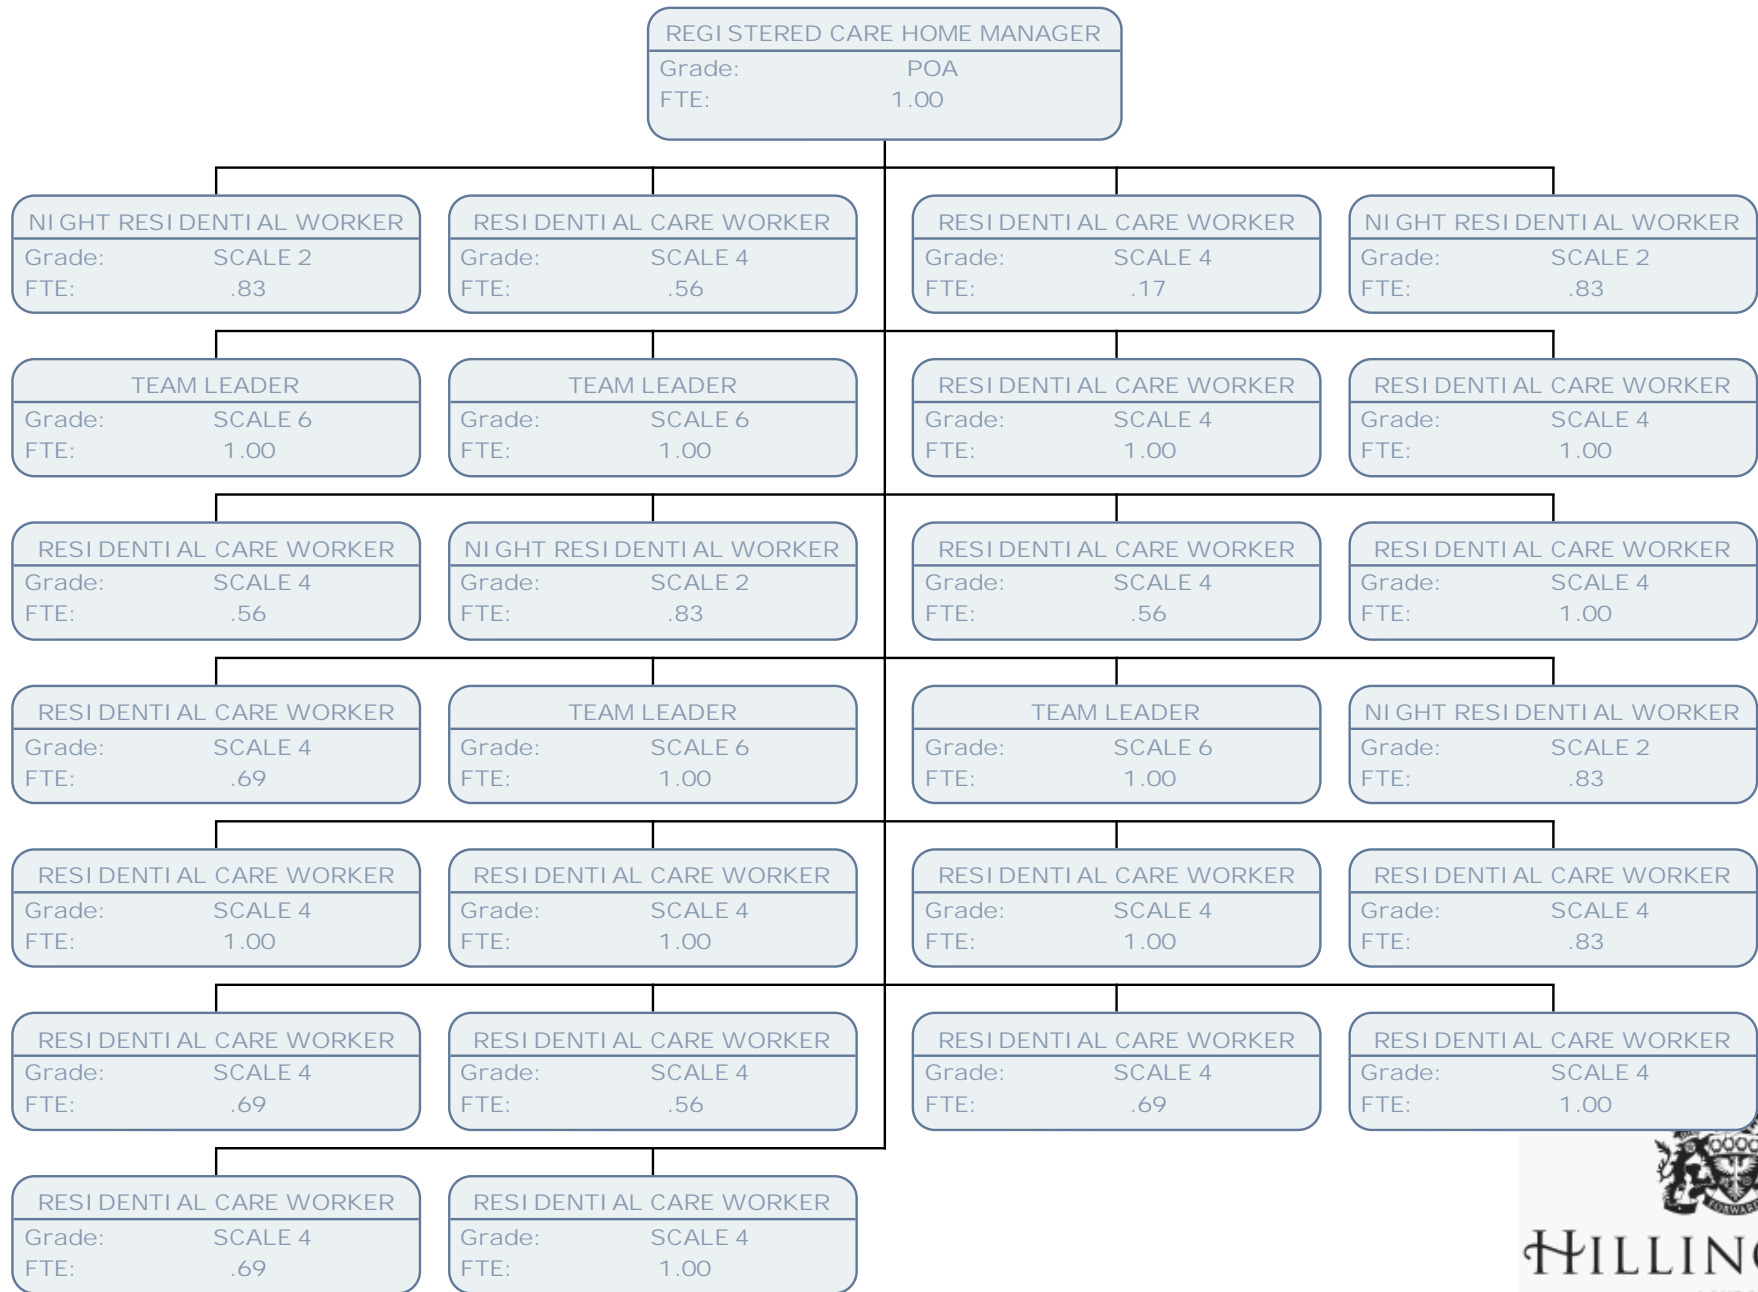 REGISTERED CARE HOME MANAGER
Grade: POA
FTE: 1.00
NIGHT RESIDENTIAL WORKER
Grade: SCALE 2
FTE: .83
RESIDENTIAL CARE WORKER
Grade: SCALE 4
FTE: .56
RESIDENTIAL CARE WORKER
Grade: SCALE 4
FTE: .17
NIGHT RESIDENTIAL WORKER
Grade: SCALE 2
FTE: .83
TEAM LEADER
Grade: SCALE 6
FTE: 1.00
TEAM LEADER
Grade: SCALE 6
FTE: 1.00
RESIDENTIAL CARE WORKER
Grade: SCALE 4
FTE: 1.00
RESIDENTIAL CARE WORKER
Grade: SCALE 4
FTE: 1.00
RESIDENTIAL CARE WORKER
Grade: SCALE 4
FTE: .56
NIGHT RESIDENTIAL WORKER
Grade: SCALE 2
FTE: .83
RESIDENTIAL CARE WORKER
Grade: SCALE 4
FTE: .56
RESIDENTIAL CARE WORKER
Grade: SCALE 4
FTE: 1.00
RESIDENTIAL CARE WORKER
Grade: SCALE 4
FTE: .69
TEAM LEADER
Grade: SCALE 6
FTE: 1.00
TEAM LEADER
Grade: SCALE 6
FTE: 1.00
NIGHT RESIDENTIAL WORKER
Grade: SCALE 2
FTE: .83
RESIDENTIAL CARE WORKER
Grade: SCALE 4
FTE: 1.00
RESIDENTIAL CARE WORKER
Grade: SCALE 4
FTE: 1.00
RESIDENTIAL CARE WORKER
Grade: SCALE 4
FTE: 1.00
RESIDENTIAL CARE WORKER
Grade: SCALE 4
FTE: .83
RESIDENTIAL CARE WORKER
Grade: SCALE 4
FTE: .69
RESIDENTIAL CARE WORKER
Grade: SCALE 4
FTE: .56
RESIDENTIAL CARE WORKER
Grade: SCALE 4
FTE: .69
RESIDENTIAL CARE WORKER
Grade: SCALE 4
FTE: 1.00
RESIDENTIAL CARE WORKER
Grade: SCALE 4
FTE: .69
RESIDENTIAL CARE WORKER
Grade: SCALE 4
FTE: 1.00